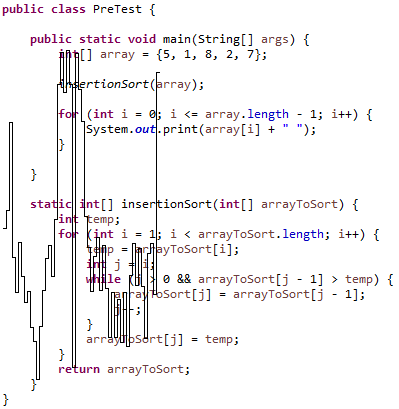 public class PreTest {
public static void main(String[] args) {
int[] array = {5, 1, 8, 2, 7};
insertionSort(array);
for (int i = 0; i <= array.length - 1; i++) {
System.out.print(array[i] + " ");
}
}
static int[] insertionSort(int[] arrayToSort) {
int temp;
for (int i = 1; i < arrayToSort.length; i++) {
temp = arrayToSort[i];
int j = i;
while (j > 0 && arrayToSort[j - 1] > temp) {
arrayToSort[j] = arrayToSort[j - 1];
j--;
}
arrayToSort[j] = temp;
}
return arrayToSort;
}
}